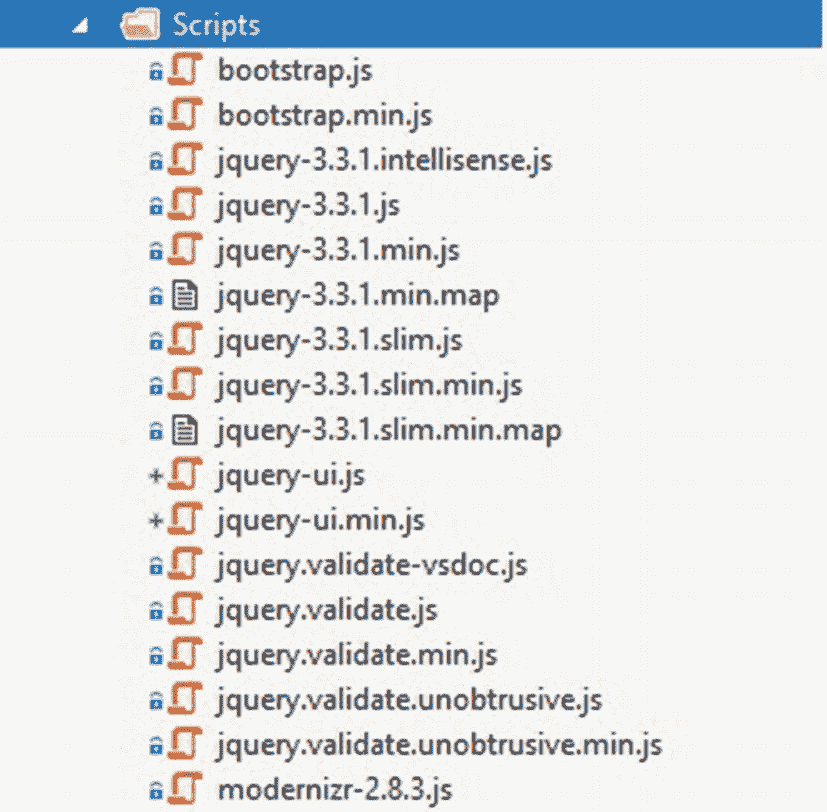 Scripts
bootstrap.js
bootstrap.min.js
jquery-3.3.1.intellisense.js
jquery-3.3.1.js
jquery-3.3.1.min.js
jquery-3.3.1.min.map
jquery-3.3.1.slim.js
jquery-3.3.1.slim.min.js
jquery-3.3.1.slim.min.map
jquery-ui.js
jquery-ui.min.js
jquery.validate-vsdoc.js
jquery.validate.js
jquery.validate.min.js
jquery.validate.unobtrusive.js
jquery.validate.unobtrusive.min.js
modernizr-2.8.3.js